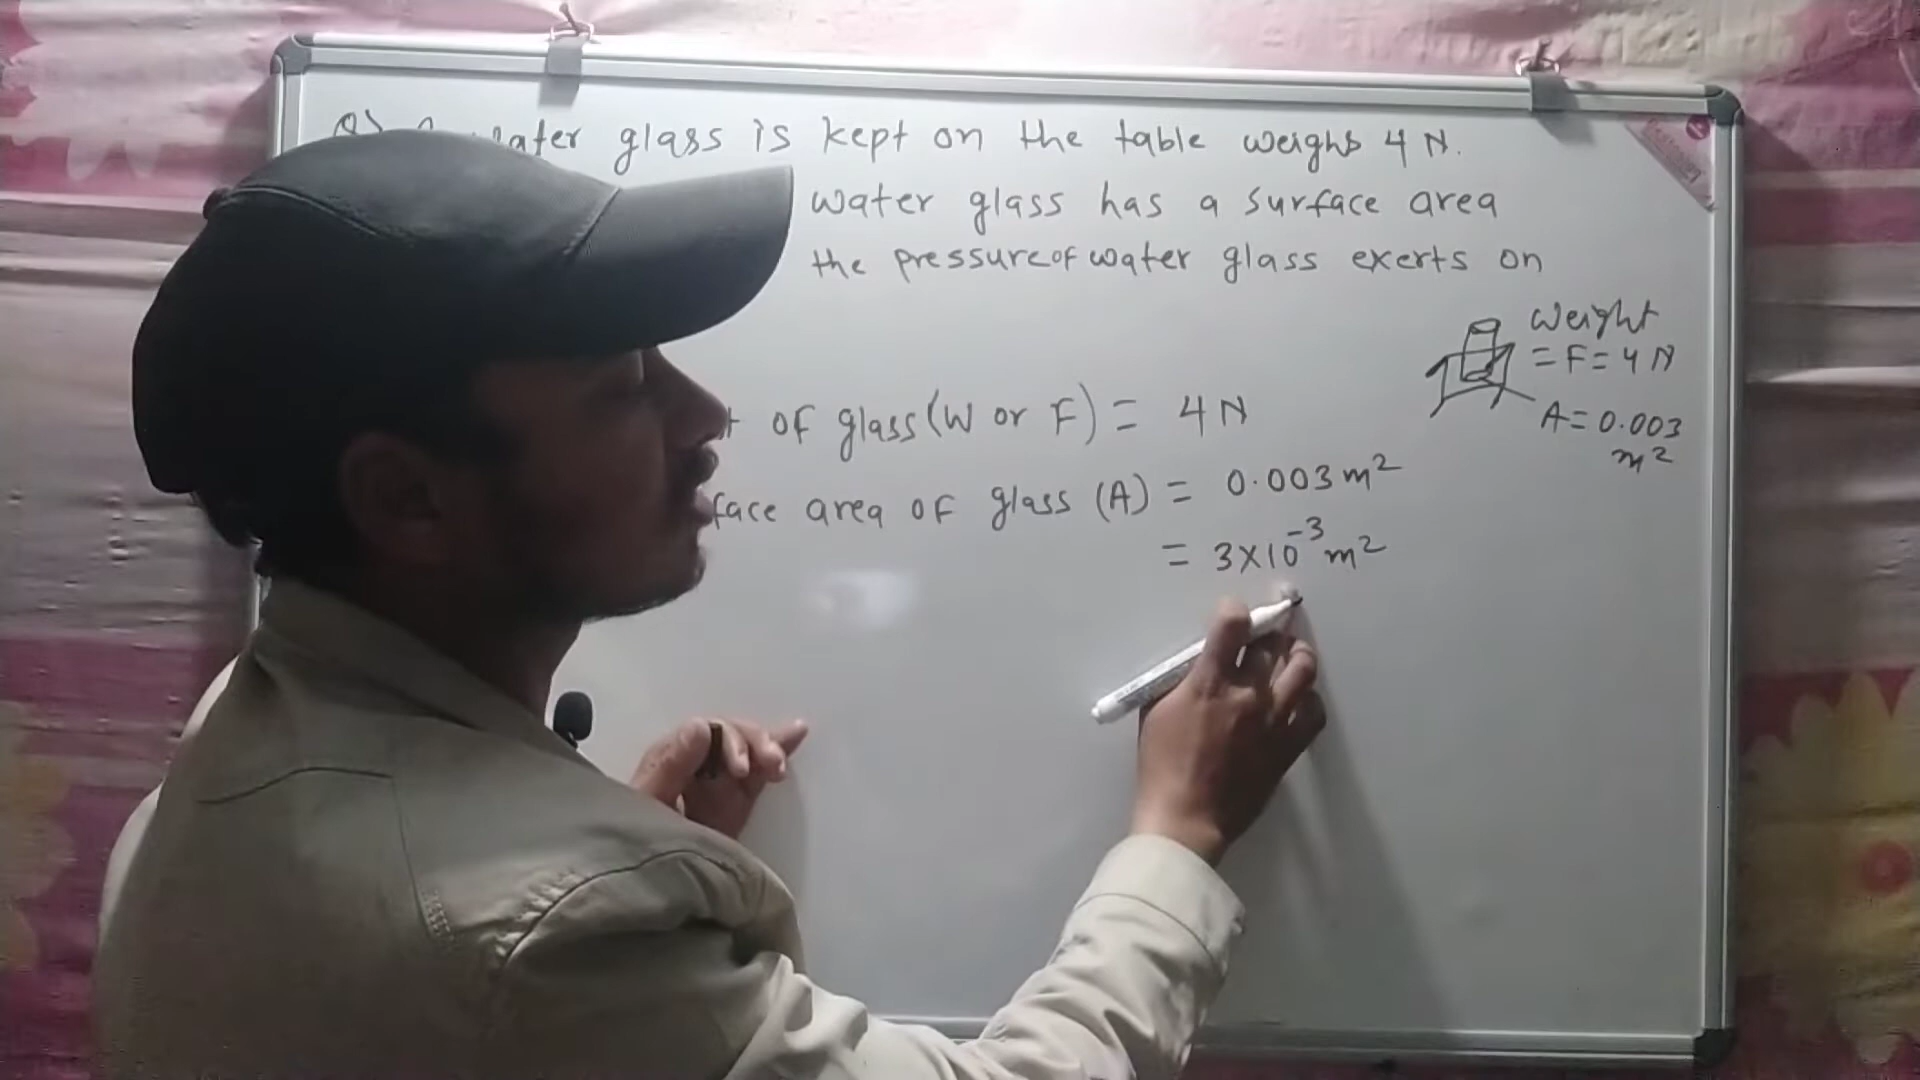 Q) water glass is kept on the table weighs 4 N.
water glass has a surface area
the pressure of water glass exerts on
Weight
= F = 4 N
A = 0.003
m²
of glass (W or F) = 4 N
face area of glass (A) = 0.003 m²
= 3×10⁻³ m²